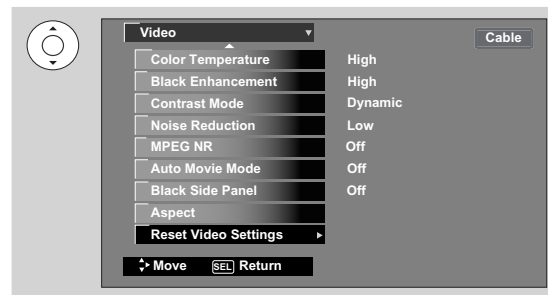 Video
Cable
Color Temperature High
Black Enhancement High
Contrast Mode Dynamic
Noise Reduction Low
MPEG NR Off
Auto Movie Mode Off
Black Side Panel Off
Aspect
Reset Video Settings
Move SEL Return